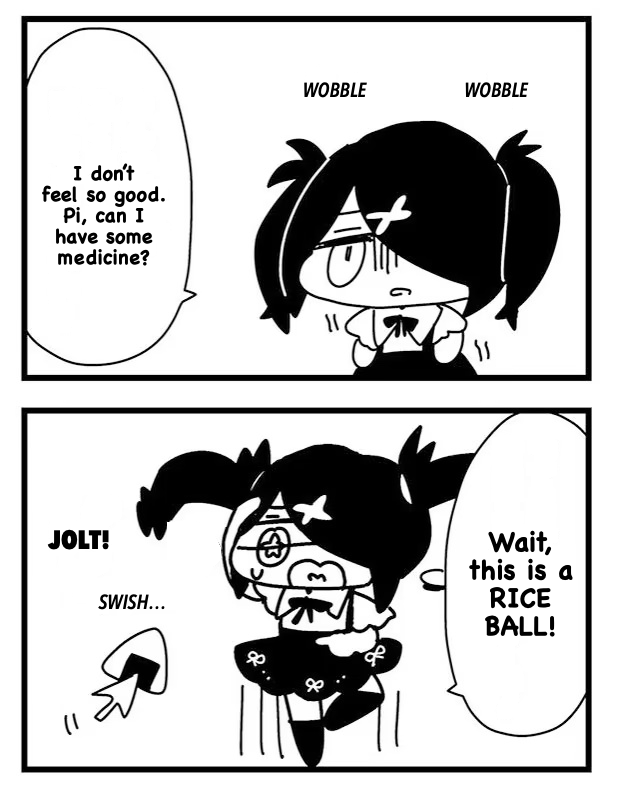 WOBBLE WOBBLE
I don't
feel so good.
Pi, can I
have some
medicine?
JOLT!
SWISH...
Wait,
this is a
RICE
BALL!